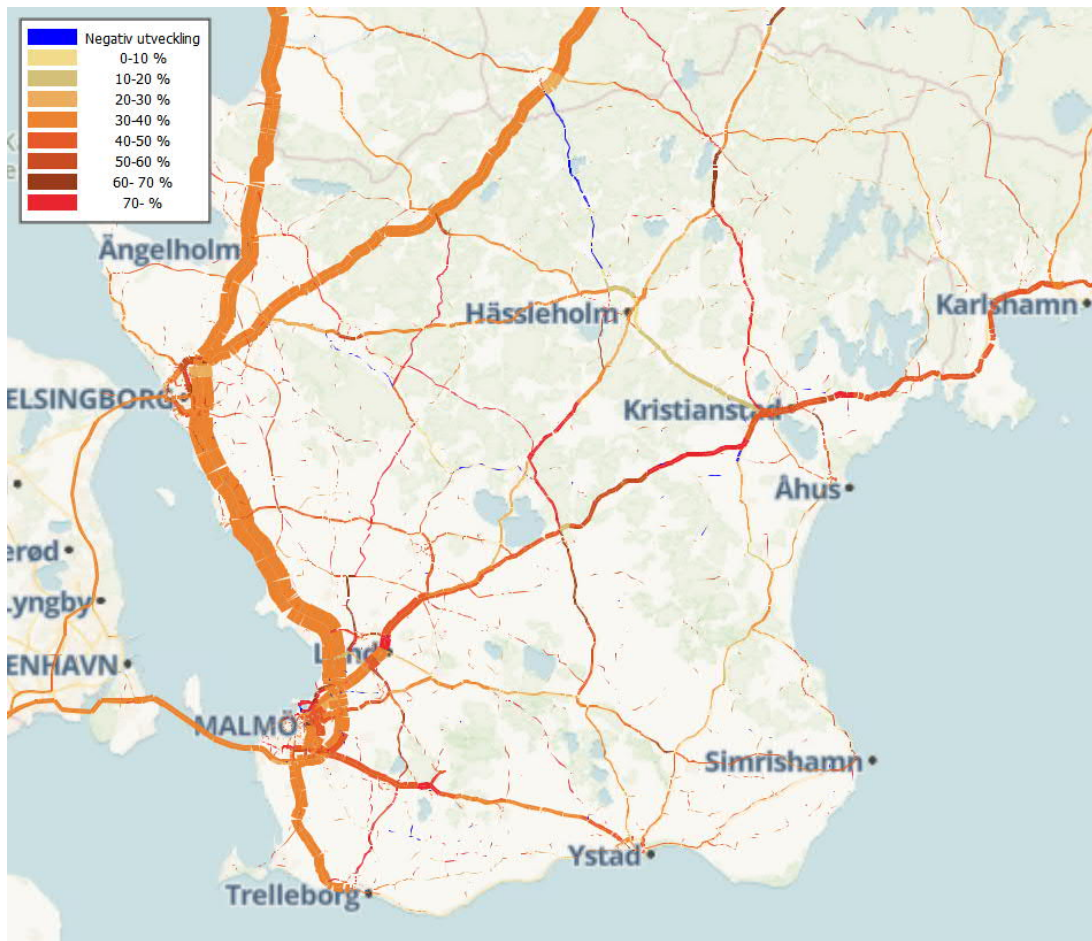 Negativ utveckling
0-10 %
10-20 %
20-30 %
30-40 %
40-50 %
50-60 %
60- 70 %
70- %
Ängelholm
Hässleholm
Karlshamn
ELSINGBORG
Kristianstad
Åhus
erød
Lyngby
Lund
ENHAVN
MALMÖ
Simrishamn
Ystad
Trelleborg